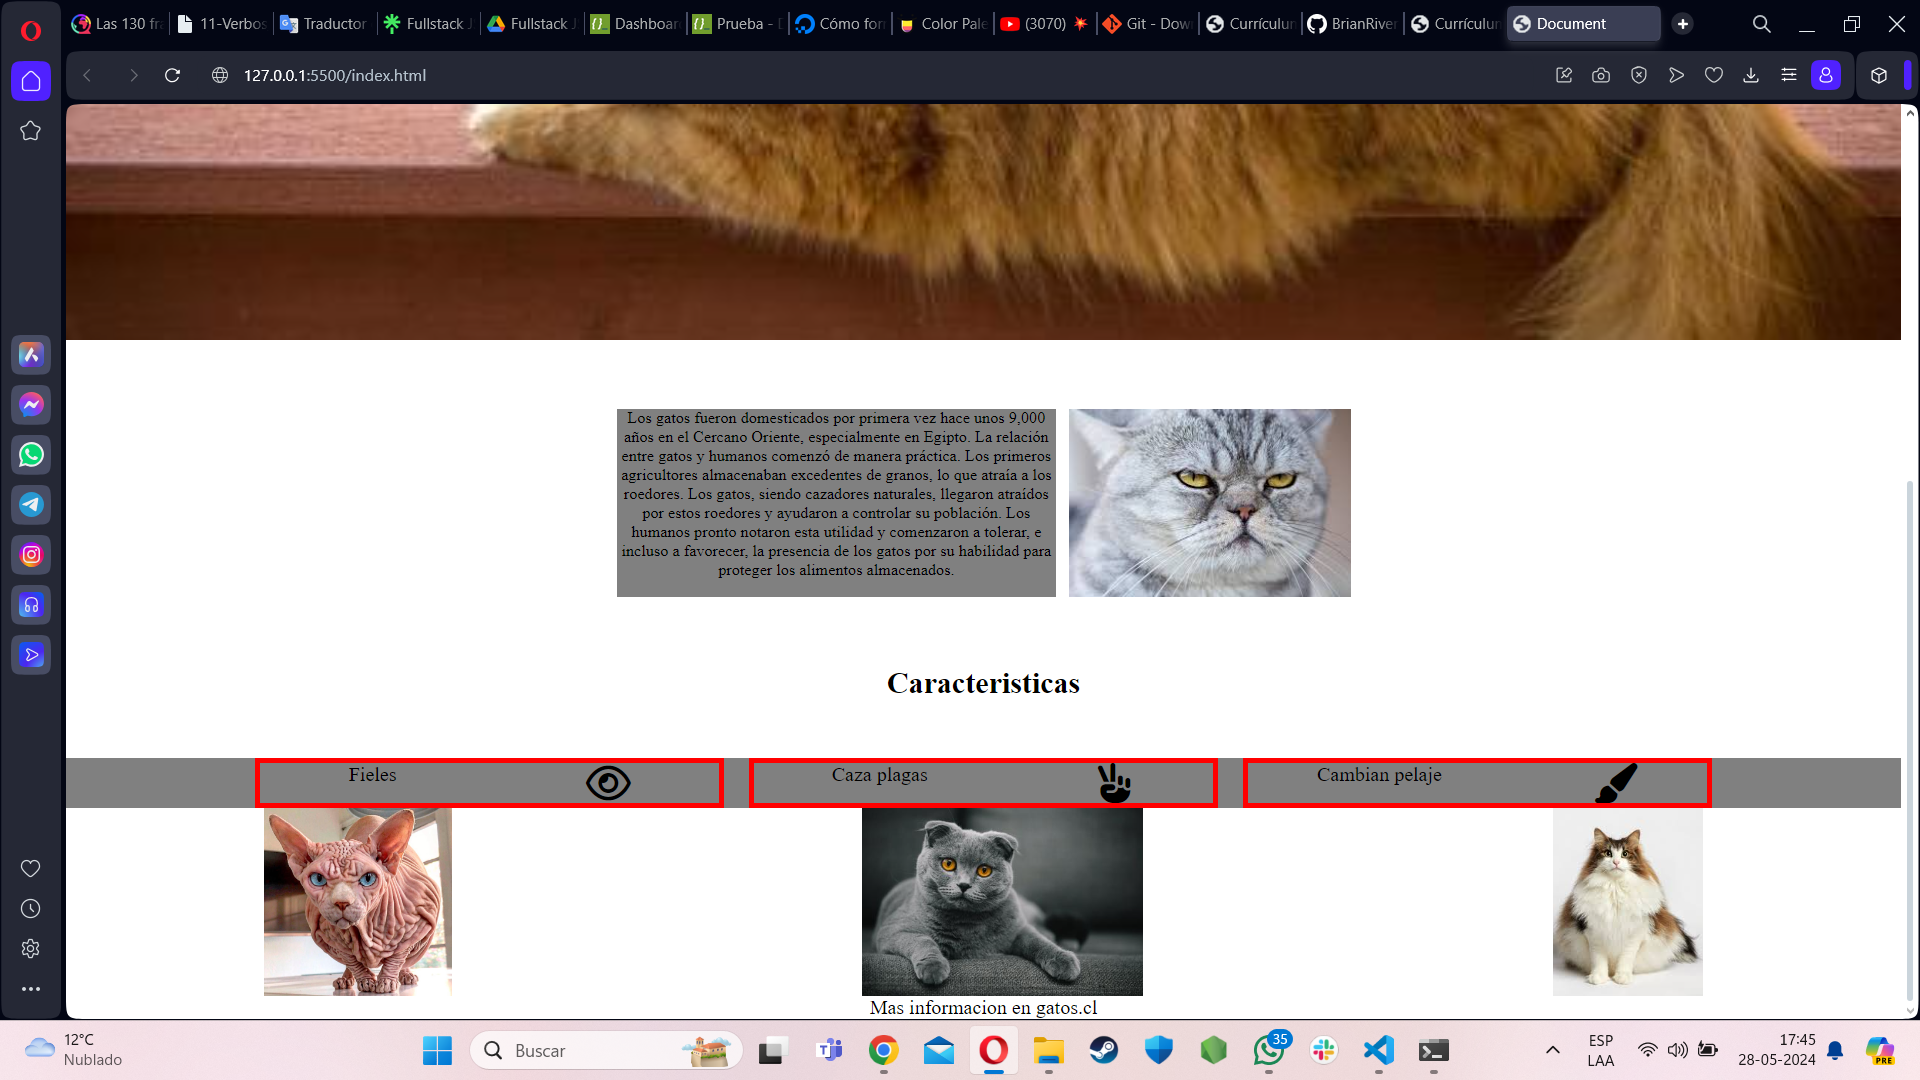 Las 130 fra
11-Verbos
Traductor
Fullstack J
Fullstack J
Dashboar
Prueba - D
Cómo for
Color Pale
(3070)
Git - Dow
Currículur
BrianRiver
Currículur
Document
127.0.0.1:5500/index.html
Los gatos fueron domesticados por primera vez hace unos 9,000
años en el Cercano Oriente, especialmente en Egipto. La relación
entre gatos y humanos comenzó de manera práctica. Los primeros
agricultores almacenaban excedentes de granos, lo que atraía a los
roedores. Los gatos, siendo cazadores naturales, llegaron atraídos
por estos roedores y ayudaron a controlar su población. Los
humanos pronto notaron esta utilidad y comenzaron a tolerar, e
incluso a favorecer, la presencia de los gatos por su habilidad para
proteger los alimentos almacenados.
Caracteristicas
Fieles
Caza plagas
Cambian pelaje
Mas informacion en gatos.cl
12°C
Nublado
Buscar
35
ESP
LAA
17:45
28-05-2024
PRE